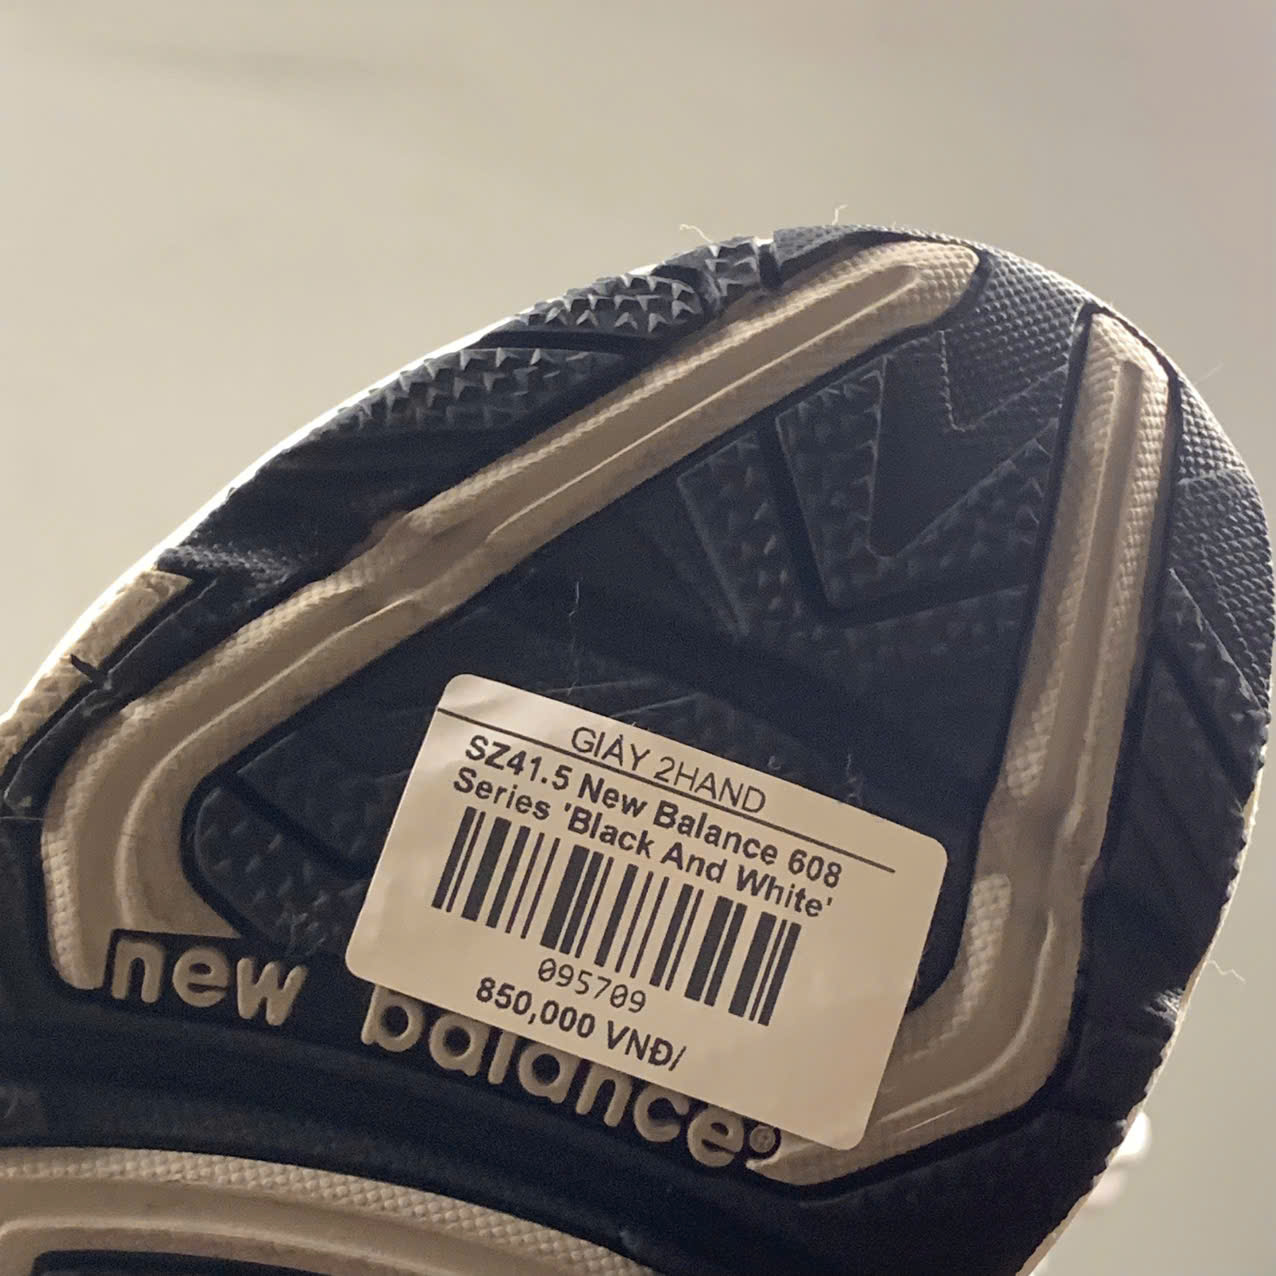 GIÀY 2HAND
SZ41.5 New Balance 608
Series 'Black And White'
095709
850,000 VNĐ/
new balance®